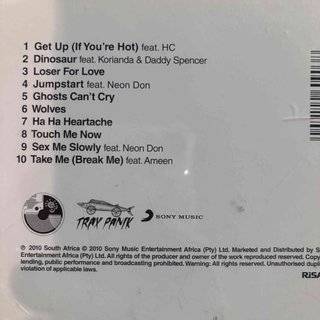 1 Get Up (If You're Hot) feat. HC
2 Dinosaur feat. Korianda & Daddy Spencer
3 Loser For Love
4 Jumpstart feat. Neon Don
5 Ghosts Can't Cry
6 Wolves
7 Ha Ha Heartache
8 Touch Me Now
9 Sex Me Slowly feat. Neon Don
10 Take Me (Break Me) feat. Ameen
TRAV PANIK
SONY MUSIC
℗ 2010 South Africa © 2010 Sony Music Entertainment Africa (Pty) Ltd. Marketed and Distributed by S
Entertainment Africa (Pty) Ltd. All rights of the producer and owner of the work reproduced reserved. Cop
lending, public performance and broadcasting prohibited. Warning: All rights reserved. Unauthorised duplic
violation of applicable laws.
RiSA